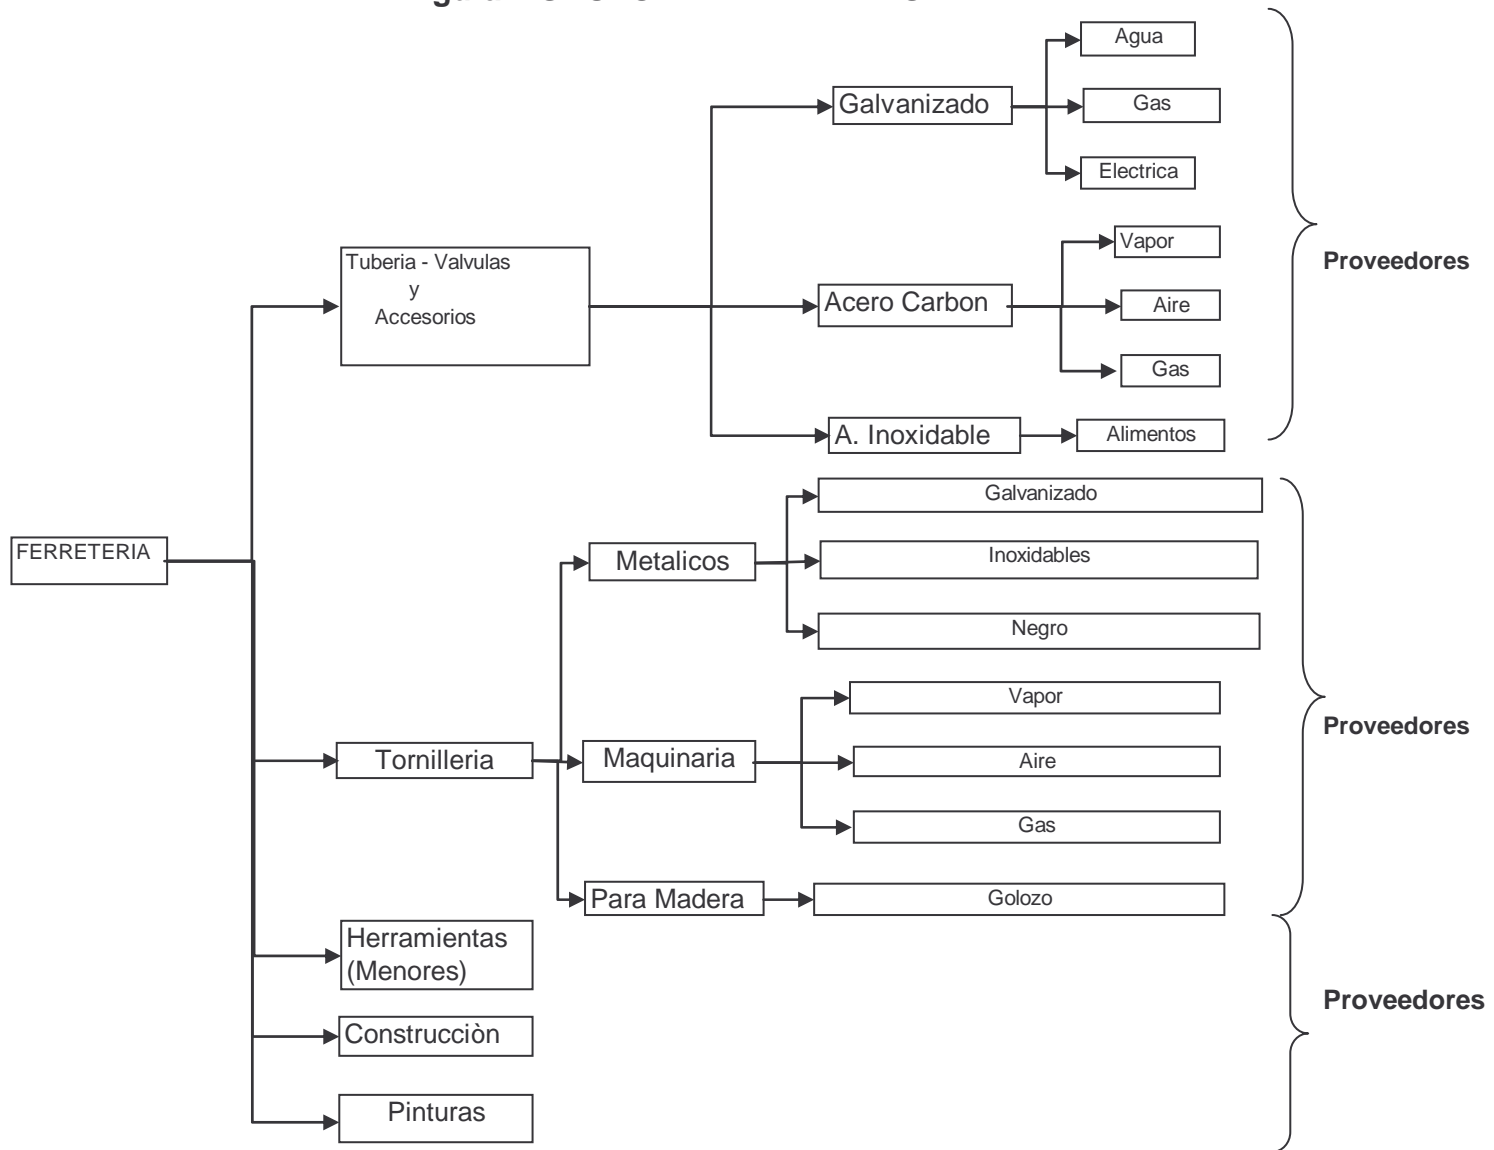 Agua
Galvanizado
Gas
Electrica
Vapor
Tuberia - Valvulas
y
Accesorios
Proveedores
Acero Carbon
Aire
Gas
A. Inoxidable
Alimentos
Galvanizado
FERRETERIA
Metalicos
Inoxidables
Negro
Vapor
Proveedores
Tornilleria
Maquinaria
Aire
Gas
Para Madera
Golozo
Herramientas
(Menores)
Proveedores
Construcciòn
Pinturas